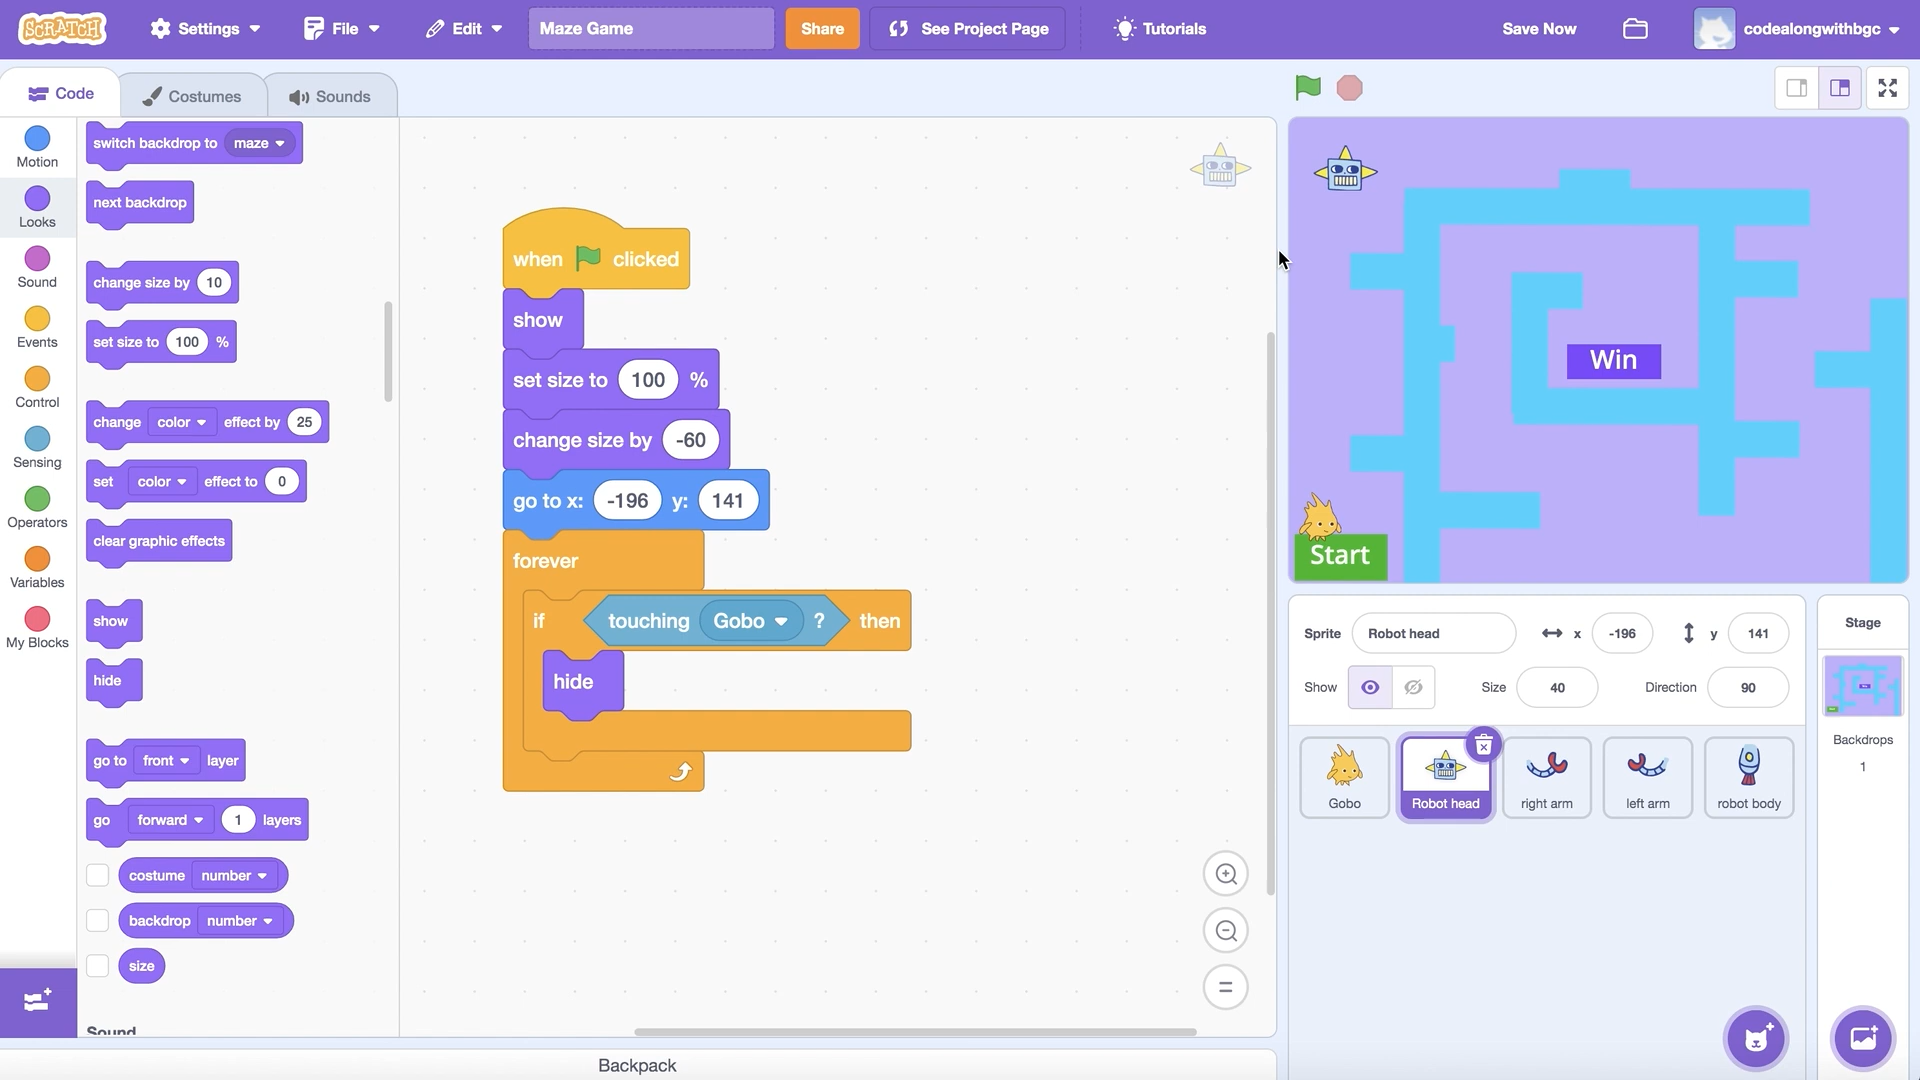 SCRATCH
Settings
File
Edit
Maze Game
Share
See Project Page
Tutorials
Save Now
codealongwithbgc
Code
Costumes
Sounds
Motion
Looks
Sound
Events
Control
Sensing
Operators
Variables
My Blocks
switch backdrop to maze
next backdrop
change size by 10
set size to 100 %
change color effect by 25
set color effect to 0
clear graphic effects
show
hide
go to front layer
go forward 1 layers
costume number
backdrop number
size
Sound
when clicked
show
set size to 100 %
change size by -60
go to x: -196 y: 141
forever
if touching Gobo ? then
hide
Backpack
Win
Start
Sprite Robot head x -196 y 141
Show Size 40 Direction 90
Gobo
Robot head
right arm
left arm
robot body
Stage
Backdrops
1